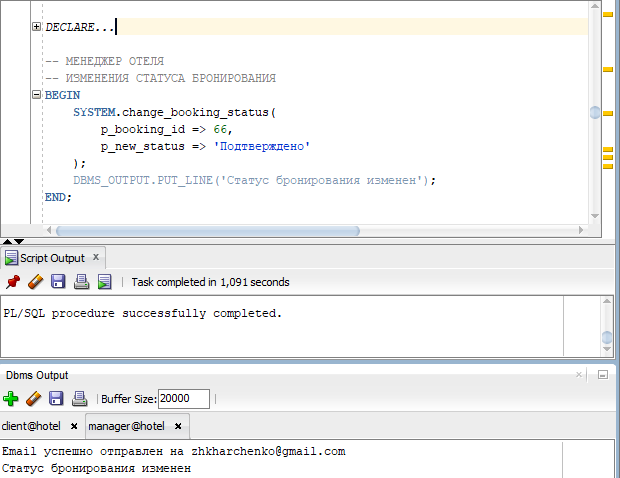 DECLARE...
-- МЕНЕДЖЕР ОТЕЛЯ
-- ИЗМЕНЕНИЯ СТАТУСА БРОНИРОВАНИЯ
BEGIN
SYSTEM.change_booking_status(
p_booking_id => 66,
p_new_status => 'Подтверждено'
);
DBMS_OUTPUT.PUT_LINE('Статус бронирования изменен');
END;
Script Output
Task completed in 1,091 seconds
PL/SQL procedure successfully completed.
Dbms Output
Buffer Size: 20000
client@hotel manager@hotel
Email успешно отправлен на zhkharchenko@gmail.com
Статус бронирования изменен